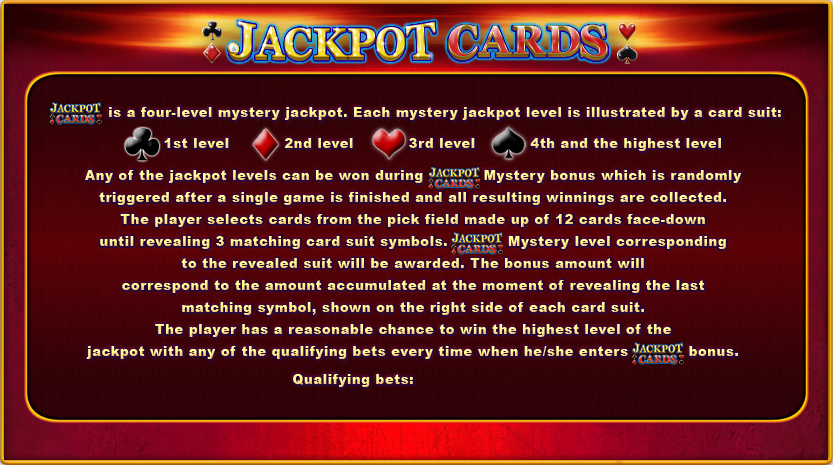 JACKPOT CARDS
JACKPOT CARDS is a four-level mystery jackpot. Each mystery jackpot level is illustrated by a card suit:
1st level 2nd level 3rd level 4th and the highest level
Any of the jackpot levels can be won during JACKPOT CARDS Mystery bonus which is randomly
triggered after a single game is finished and all resulting winnings are collected.
The player selects cards from the pick field made up of 12 cards face-down
until revealing 3 matching card suit symbols. JACKPOT CARDS Mystery level corresponding
to the revealed suit will be awarded. The bonus amount will
correspond to the amount accumulated at the moment of revealing the last
matching symbol, shown on the right side of each card suit.
The player has a reasonable chance to win the highest level of the
jackpot with any of the qualifying bets every time when he/she enters JACKPOT CARDS bonus.
Qualifying bets: